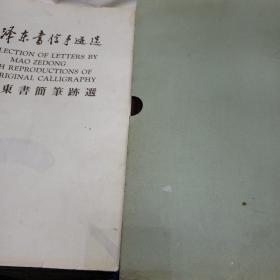 泽东书信手迹选
LECTION OF LETTERS BY
MAO ZEDONG
H REPRODUCTIONS OF
RIGINAL CALLIGRAPHY
東書簡筆跡選